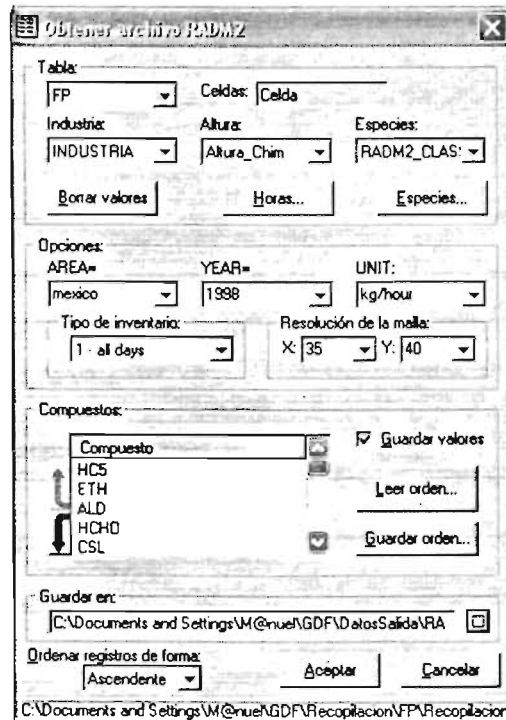 Obtener archivo RADM2
Tabla:
FP Celdas: Celda
Industria: Altura: Especies:
INDUSTRIA Altura_Chim RADM2_CLAS:
Borrar valores Horas... Especies...
Opciones:
AREA= YEAR= UNIT:
mexico 1998 kg/hour
Tipo de inventario: Resolución de la malla:
1 - all days X: 35 Y: 40
Compuestos:
Compuesto Guardar valores
HC5
ETH Leer orden...
ALD
HCHO Guardar orden...
CSL
Guardar en:
C:\Documents and Settings\M@nuel\GDF\DatosSalida\RA
Ordenar registros de forma:
Ascendente Aceptar Cancelar
C:\Documents and Settings\M@nuel\GDF\Recopilacion\FP\Recopilacion